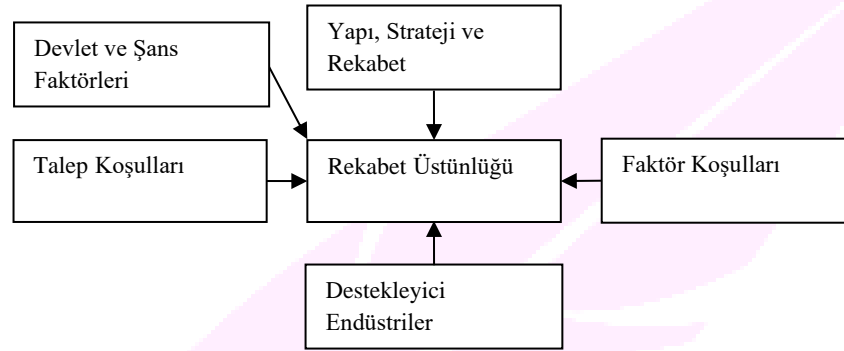 Devlet ve Şans
Faktörleri
Yapı, Strateji ve
Rekabet
Talep Koşulları
Rekabet Üstünlüğü
Faktör Koşulları
Destekleyici
Endüstriler